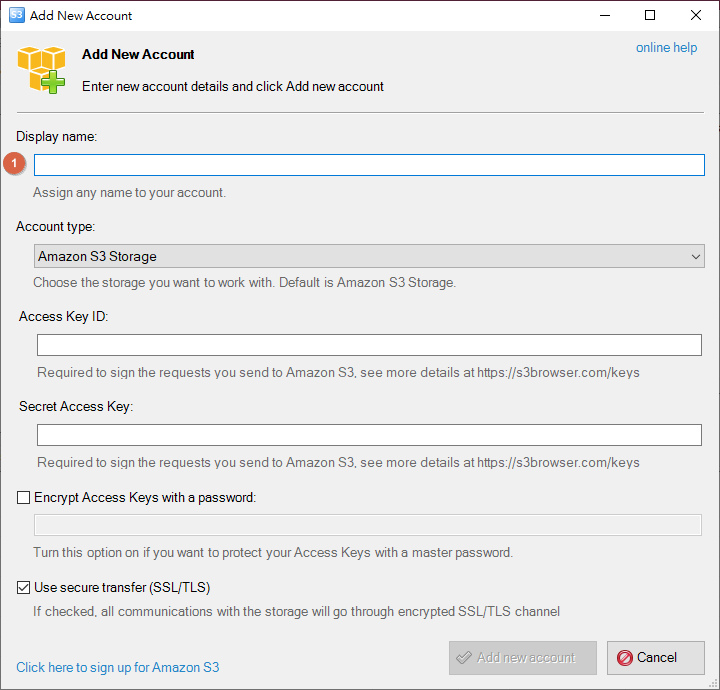 S3 Add New Account
Add New Account
online help
Enter new account details and click Add new account
Display name:
1
Assign any name to your account.
Account type:
Amazon S3 Storage
Choose the storage you want to work with. Default is Amazon S3 Storage.
Access Key ID:
Required to sign the requests you send to Amazon S3, see more details at https://s3browser.com/keys
Secret Access Key:
Required to sign the requests you send to Amazon S3, see more details at https://s3browser.com/keys
Encrypt Access Keys with a password:
Turn this option on if you want to protect your Access Keys with a master password.
Use secure transfer (SSL/TLS)
If checked, all communications with the storage will go through encrypted SSL/TLS channel
Click here to sign up for Amazon S3
Add new account
Cancel